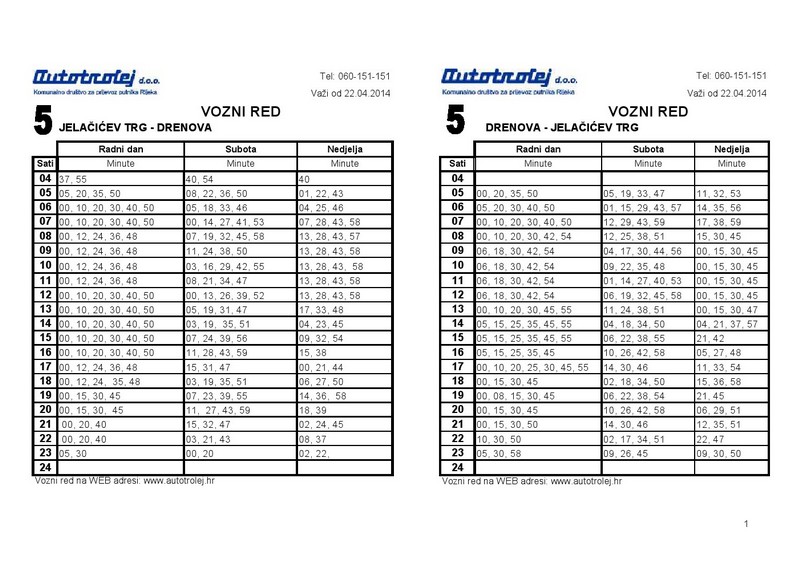 Autotrolej d.o.o.
Komunalno društvo za prijevoz putnika Rijeka
Tel: 060-151-151
Važi od 22.04.2014
5
VOZNI RED
JELAČIĆEV TRG - DRENOVA
Radni dan Subota Nedjelja
Sati Minute Minute Minute
04 37, 55 40, 54 40
05 05, 20, 35, 50 08, 22, 36, 50 01, 22, 43
06 00, 10, 20, 30, 40, 50 05, 18, 33, 46 04, 25, 46
07 00, 10, 20, 30, 40, 50 00, 14, 27, 41, 53 07, 28, 43, 58
08 00, 12, 24, 36, 48 07, 19, 32, 45, 58 13, 28, 43, 57
09 00, 12, 24, 36, 48 11, 24, 38, 50 13, 28, 43, 58
10 00, 12, 24, 36, 48 03, 16, 29, 42, 55 13, 28, 43, 58
11 00, 12, 24, 36, 48 08, 21, 34, 47 13, 28, 43, 58
12 00, 10, 20, 30, 40, 50 00, 13, 26, 39, 52 13, 28, 43, 58
13 00, 10, 20, 30, 40, 50 05, 19, 31, 47 17, 33, 48
14 00, 10, 20, 30, 40, 50 03, 19, 35, 51 04, 23, 45
15 00, 10, 20, 30, 40, 50 07, 24, 39, 56 09, 32, 54
16 00, 10, 20, 30, 40, 50 11, 28, 43, 59 15, 38
17 00, 12, 24, 36, 48 15, 31, 47 00, 21, 44
18 00, 12, 24, 35, 48 03, 19, 35, 51 06, 27, 50
19 00, 15, 30, 45 07, 23, 39, 55 14, 36, 58
20 00, 15, 30, 45 11, 27, 43, 59 18, 39
21 00, 20, 40 15, 32, 47 02, 24, 45
22 00, 20, 40 03, 21, 43 08, 37
23 05, 30 00, 20 02, 22,
24
Vozni red na WEB adresi: www.autotrolej.hr
Autotrolej d.o.o.
Komunalno društvo za prijevoz putnika Rijeka
Tel: 060-151-151
Važi od 22.04.2014
5
VOZNI RED
DRENOVA - JELAČIĆEV TRG
Radni dan Subota Nedjelja
Sati Minute Minute Minute
04
05 00, 20, 35, 50 05, 19, 33, 47 11, 32, 53
06 05, 20, 30, 40, 50 01, 15, 29, 43, 57 14, 35, 56
07 00, 10, 20, 30, 40, 50 12, 29, 43, 59 17, 38, 59
08 00, 10, 20, 30, 42, 54 12, 25, 38, 51 15, 30, 45
09 06, 18, 30, 42, 54 04, 17, 30, 44, 56 00, 15, 30, 45
10 06, 18, 30, 42, 54 09, 22, 35, 48 00, 15, 30, 45
11 06, 18, 30, 42, 54 01, 14, 27, 40, 53 00, 15, 30, 45
12 06, 18, 30, 42, 54 06, 19, 32, 45, 58 00, 15, 30, 45
13 00, 10, 20, 30, 45, 55 11, 24, 38, 51 00, 15, 30, 47
14 05, 15, 25, 35, 45, 55 04, 18, 34, 50 04, 21, 37, 57
15 05, 15, 25, 35, 45, 55 06, 22, 38, 55 21, 42
16 05, 15, 25, 35, 45 10, 26, 42, 58 05, 27, 48
17 00, 10, 20, 25, 30, 45, 55 14, 30, 46 11, 33, 54
18 00, 15, 30, 45 02, 18, 34, 50 15, 36, 58
19 00, 08, 15, 30, 45 06, 22, 38, 54 21, 45
20 00, 15, 30, 45 10, 26, 42, 58 06, 29, 51
21 00, 15, 30, 50 14, 30, 46 12, 35, 51
22 10, 30, 50 02, 17, 34, 51 22, 47
23 05, 30, 58 09, 26, 45 09, 30, 50
24
Vozni red na WEB adresi: www.autotrolej.hr
1